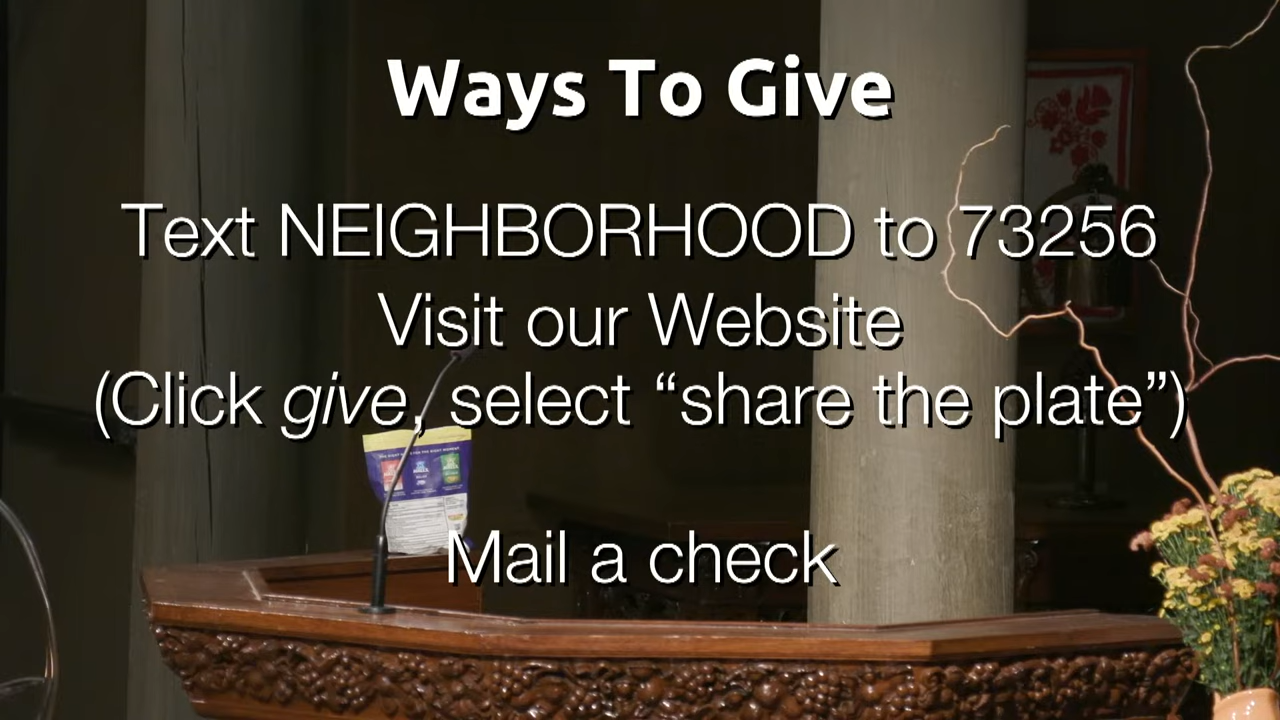 Ways To Give
Text NEIGHBORHOOD to 73256
Visit our Website
(Click give, select “share the plate”)
Mail a check